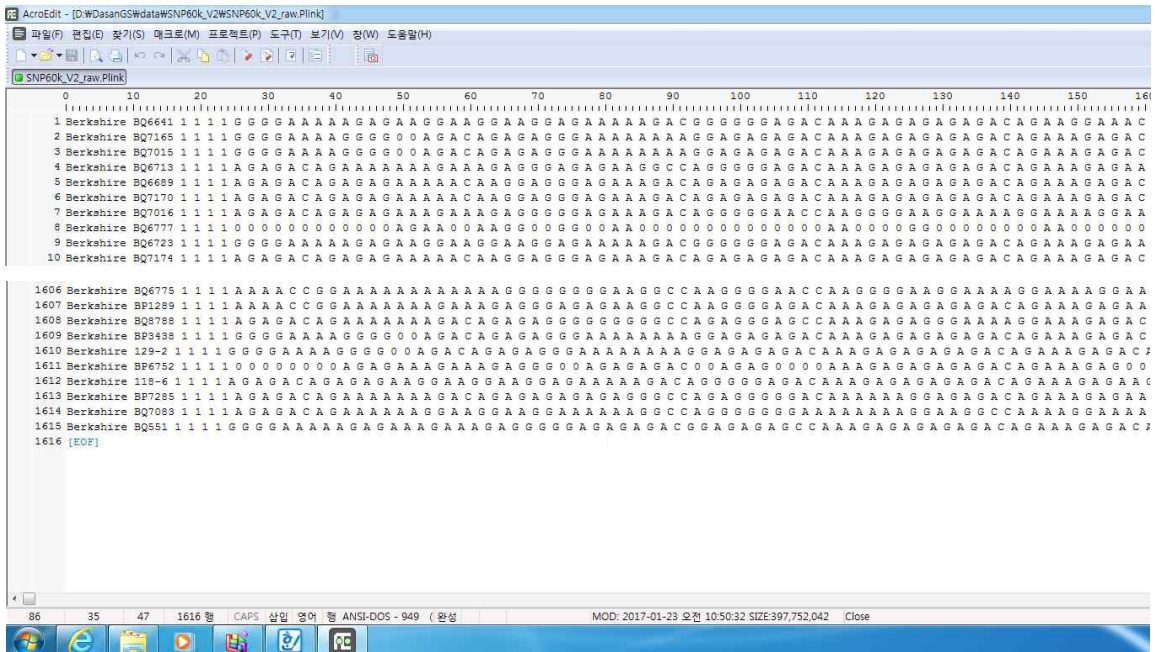 AcroEdit - [D:₩DasanGS₩data₩SNP60k_V2₩SNP60k_V2_raw.Plink]
파일(F) 편집(E) 찾기(S) 매크로(M) 프로젝트(P) 도구(T) 보기(V) 창(W) 도움말(H)
SNP60k_V2_raw.Plink
0 10 20 30 40 50 60 70 80 90 100 110 120 130 140 150 160
1 Berkshire BQ6641 1 1 1 1 G G G G A A A A A G A G A A G G A A G G A A G G A G A A A A A G A C G G G G G G A G A C A A A G A G A G A G A G A C A G A A G G A A A C
2 Berkshire BQ7165 1 1 1 1 G G G G A A A A G G G G 0 0 A G A C A G A G A G G G A A A A A A A A G G A G A G A G A C A A A G A G A G A G A G A C A G A A A G A G A C
3 Berkshire BQ7015 1 1 1 1 G G G G A A A A G G G G 0 0 A G A C A G A G A G G G A A A A A A A A G G A G A G A G A C A A A G A G A G A G A G A C A G A A A G A G A C
4 Berkshire BQ6713 1 1 1 1 A G A G A C A G A A A A A A A G A A A G A G G G A G A G A A G G C C A G A G G G A G A C A A A G A G A G A G A G A C A G A A A G A G A A
5 Berkshire BQ6689 1 1 1 1 A G A G A C A G A G A G A A A A A C A A G G A G G G A G A A A G A C A G A G A G A G A C A A A G A G A G A G A G A C A G A A A G A G A C
6 Berkshire BQ7170 1 1 1 1 A G A G A C A G A G A G A A A A A C A A G G A G G G A G A A A G A C A G A G A G A G A C A A A G A G A G A G A G A C A G A A A G A G A C
7 Berkshire BQ7016 1 1 1 1 A G A G A C A G A G A G A A A G A A A G A G G G G G A G A A A G A C A G G G G G A A C C A A G G G G A A G G A A A A G G A A A A G G A A
8 Berkshire BQ6777 1 1 1 1 0 0 0 0 0 0 0 0 0 0 0 0 A G A A 0 0 A A G G 0 0 G G 0 0 A A 0 0 0 0 0 0 0 0 0 0 0 0 0 0 A A 0 0 0 0 G G 0 0 0 0 0 0 0 0 A A 0 0 0 0 0 0
9 Berkshire BQ6723 1 1 1 1 G G G G A A A A A G A G A A G G A A G G A A G G A G A A A A A G A C G G G G G G A G A C A A A G A G A G A G A G A C A G A A A G A G A A
10 Berkshire BQ7174 1 1 1 1 A G A G A C A G A G A G A A A A A C A A G G A G G G A G A A A G A C A G A G A G A G A C A A A G A G A G A G A G A C A G A A A G A G A C
1606 Berkshire BQ6775 1 1 1 1 A A A A C C G G A A A A A A A A A A A A G G G G G G G G A A G G C C A A G G G G A A C C A A G G G G A A G G A A A A G G A A A A G G A A
1607 Berkshire BP1289 1 1 1 1 A A A A C C G G A A A A A A A G A A A G A G G G A G A G A A G G C C A A G G G G A G A C A A A G A G A G A G A G A C A G A A A G A G A A
1608 Berkshire BQ8788 1 1 1 1 A G A G A C A G A A A A A A A G A C A G A G A G G G G G G G G G C C A G A G G G A G C C A A A G A G A G G G A A A G G A A A G A G A C
1609 Berkshire BP3438 1 1 1 1 G G G G A A A A G G G G 0 0 A G A C A G A G A G G G A A A A A A A A G G A G A G A G A C A A A G A G A G A G A G A C A G A A A G A G A C
1610 Berkshire 129-2 1 1 1 1 G G G G A A A A G G G G 0 0 A G A C A G A G A G G G A A A A A A A A G G A G A G A G A C A A A G A G A G A G A G A C A G A A A G A G A C A
1611 Berkshire BP6752 1 1 1 1 0 0 0 0 0 0 0 0 A G A G A A A G A A A G A G G G 0 0 A G A G A G A C 0 0 A G A G 0 0 0 0 A A A G A G A G A G A G A C A G A A A G A G 0 0
1612 Berkshire 118-6 1 1 1 1 A G A G A C A G A G A G A A G G A A G G A A G G A G A A A A A G A C A G G G G G A G A C A A A G A G A G A G A G A C A G A A A G A G A A G
1613 Berkshire BP7285 1 1 1 1 A G A G A C A G A A A A A A G G A C A G A G A G A G A G A G G G C C A G A G G G A G A C A A A G A G A G A G A G A C A G A A A G A G A A
1614 Berkshire BQ7083 1 1 1 1 A G A G A C A G A A A A A A G G A A G G A A G G A A A A A A G G C C A G G G G G G G A A A A A A A A G G A A G G C C A A A A G G A A A A
1615 Berkshire BQ551 1 1 1 1 G G G G A A A A A G A G A A A G A A A G A G G G G G A G A G A G A C G G A G A G A G C C A A A G A G A G A G A G A C A G A A A G A G A C A
1616 [EOF]
86 35 47 1616 행 CAPS 삽입 영어 행 ANSI-DOS - 949 ( 완성 MOD: 2017-01-23 오전 10:50:32 SIZE:397,752,042 Close